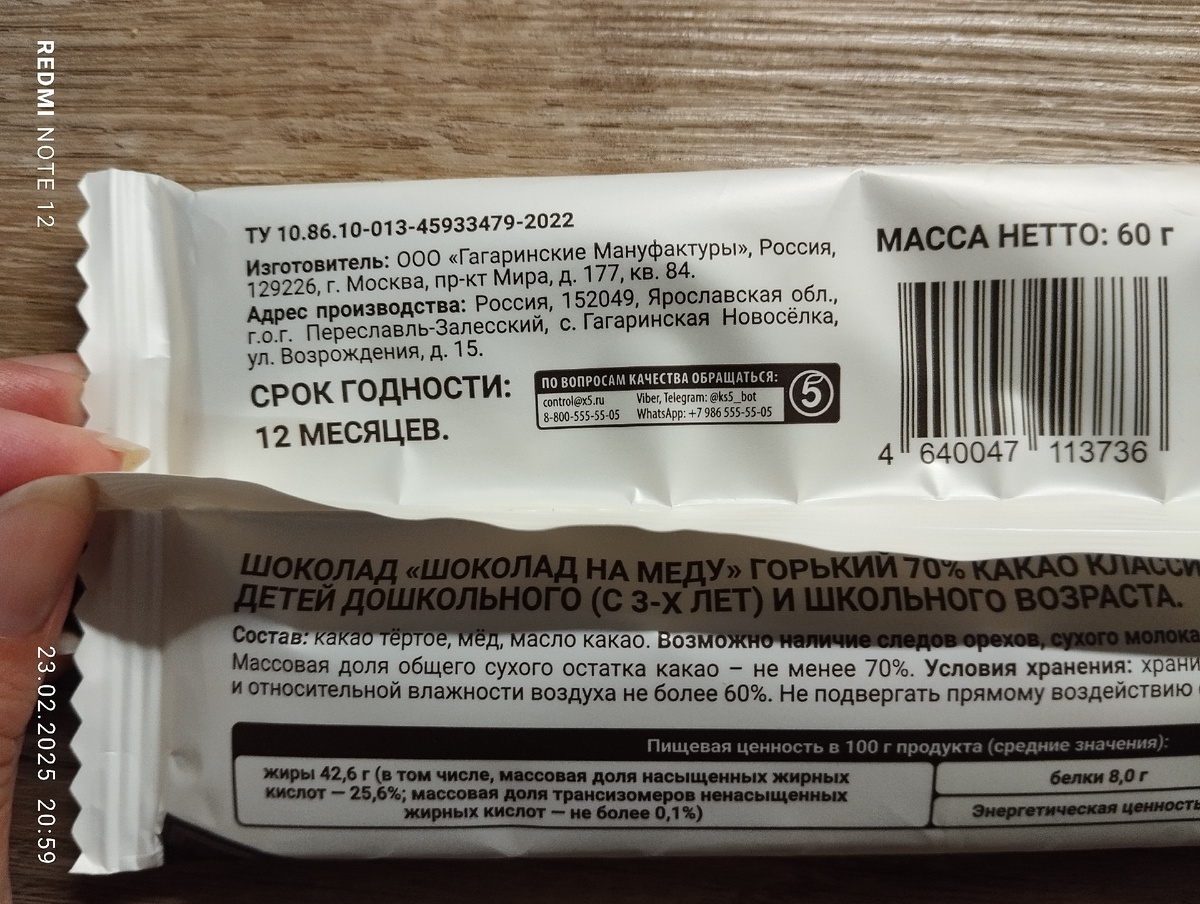 REDMI NOTE 12
ТУ 10.86.10-013-45933479-2022
Изготовитель: ООО «Гагаринские Мануфактуры», Россия,
129226, г. Москва, пр-кт Мира, д. 177, кв. 84.
Адрес производства: Россия, 152049, Ярославская обл.,
г.о.г. Переславль-Залесский, с. Гагаринская Новосёлка,
ул. Возрождения, д. 15.
СРОК ГОДНОСТИ:
12 МЕСЯЦЕВ.
ПО ВОПРОСАМ КАЧЕСТВА ОБРАЩАТЬСЯ:
control@x5.ru Viber, Telegram: @ks5_bot
8-800-555-55-05 WhatsApp: +7 986 555-55-05
5
МАССА НЕТТО: 60 г
4 640047 113736
ШОКОЛАД «ШОКОЛАД НА МЕДУ» ГОРЬКИЙ 70% КАКАО КЛАССИ
ДЕТЕЙ ДОШКОЛЬНОГО (С 3-Х ЛЕТ) И ШКОЛЬНОГО ВОЗРАСТА.
Состав: какао тёртое, мёд, масло какао. Возможно наличие следов орехов, сухого молока
Массовая доля общего сухого остатка какао – не менее 70%. Условия хранения: храни
и относительной влажности воздуха не более 60%. Не подвергать прямому воздействию
Пищевая ценность в 100 г продукта (средние значения):
жиры 42,6 г (в том числе, массовая доля насыщенных жирных
кислот — 25,6%; массовая доля трансизомеров ненасыщенных
жирных кислот — не более 0,1%)
белки 8,0 г
Энергетическая ценность
23.02.2025 20:59